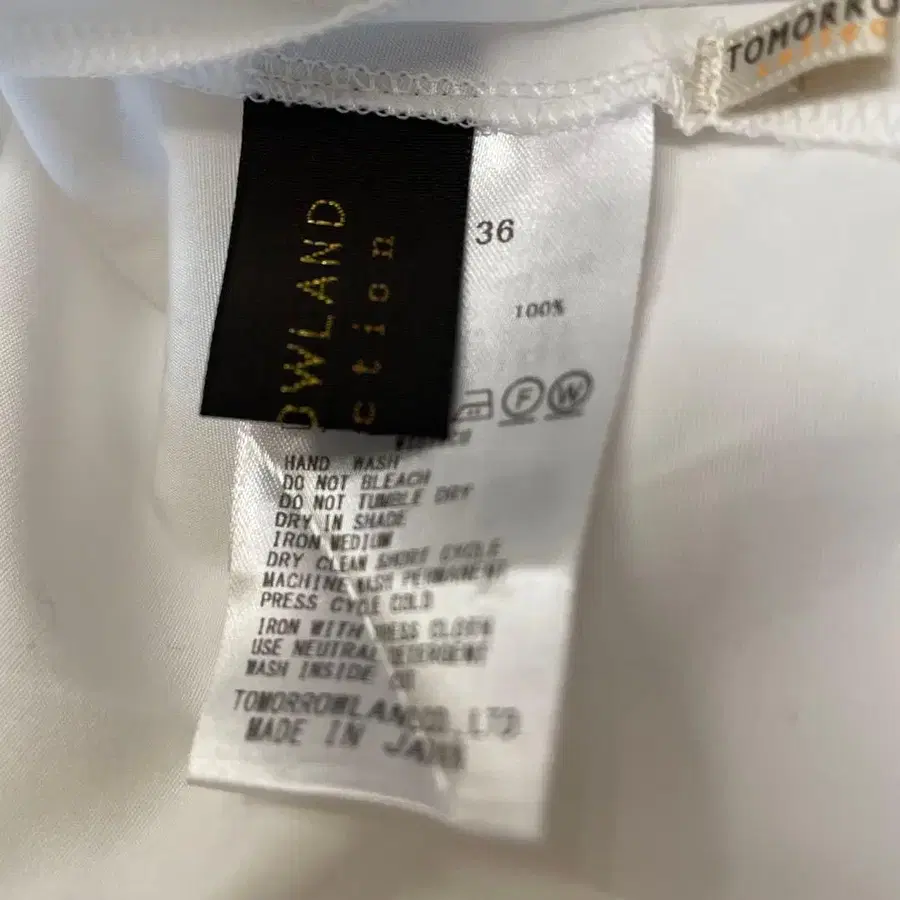 TOMORRO
OWLAND
ction
36
100%
F W
HAND WASH
DO NOT BLEACH
DO NOT TUMBLE DRY
DRY IN SHADE
IRON MEDIUM
DRY CLEAN SHORT CYCLE
MACHINE WASH PERMANENT
PRESS CYCLE COLD
IRON WITH PRESS CLOTH
USE NEUTRAL DETERGENT
WASH INSIDE OUT
TOMORROWLAND CO.,LTD
MADE IN JAPAN